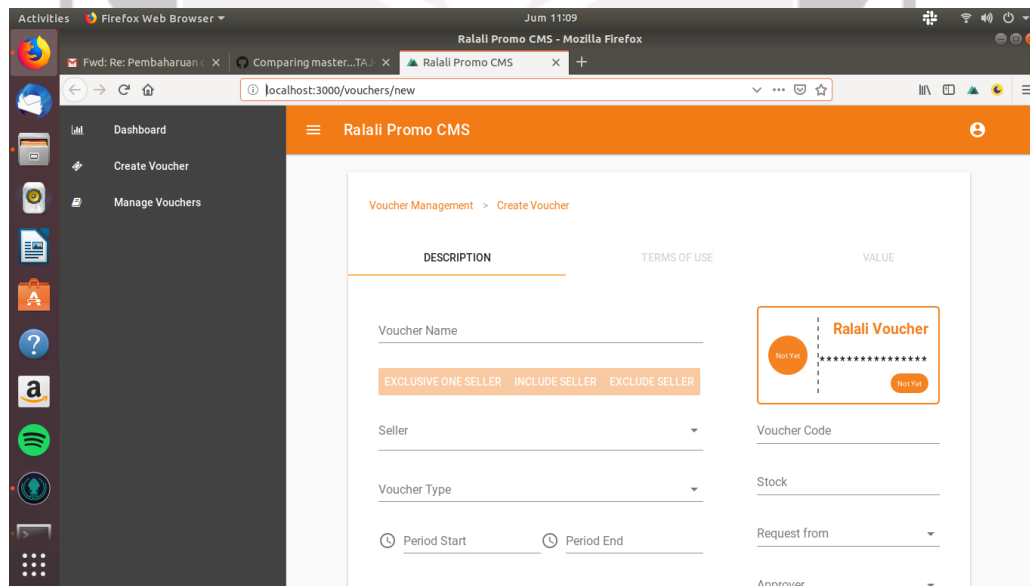 Activities Firefox Web Browser Jum 11:09
Ralali Promo CMS - Mozilla Firefox
Fwd: Re: Pembaharuan Comparing master...TAJ Ralali Promo CMS
localhost:3000/vouchers/new
Dashboard
Ralali Promo CMS
Create Voucher
Manage Vouchers
Voucher Management > Create Voucher
DESCRIPTION TERMS OF USE VALUE
Voucher Name
EXCLUSIVE ONE SELLER INCLUDE SELLER EXCLUDE SELLER
Seller
Voucher Type
Period Start Period End
Ralali Voucher
Not Yet
****************
Not Yet
Voucher Code
Stock
Request from
Approver